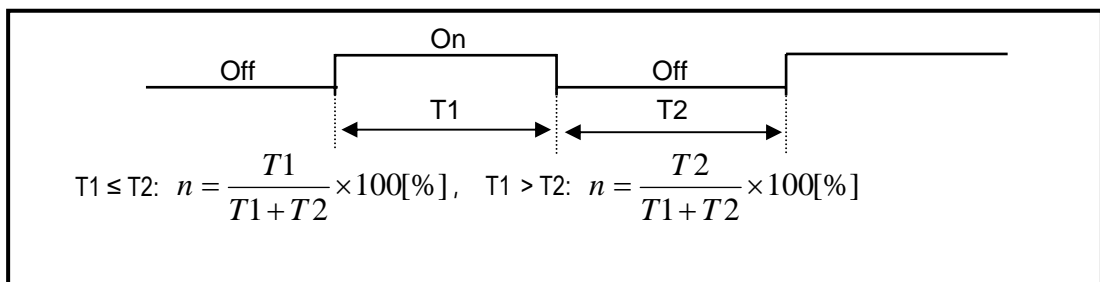 On
Off Off
T1 T2
T1 ≤ T2: n = T1/(T1+T2) ×100[%], T1 > T2: n = T2/(T1+T2) ×100[%]